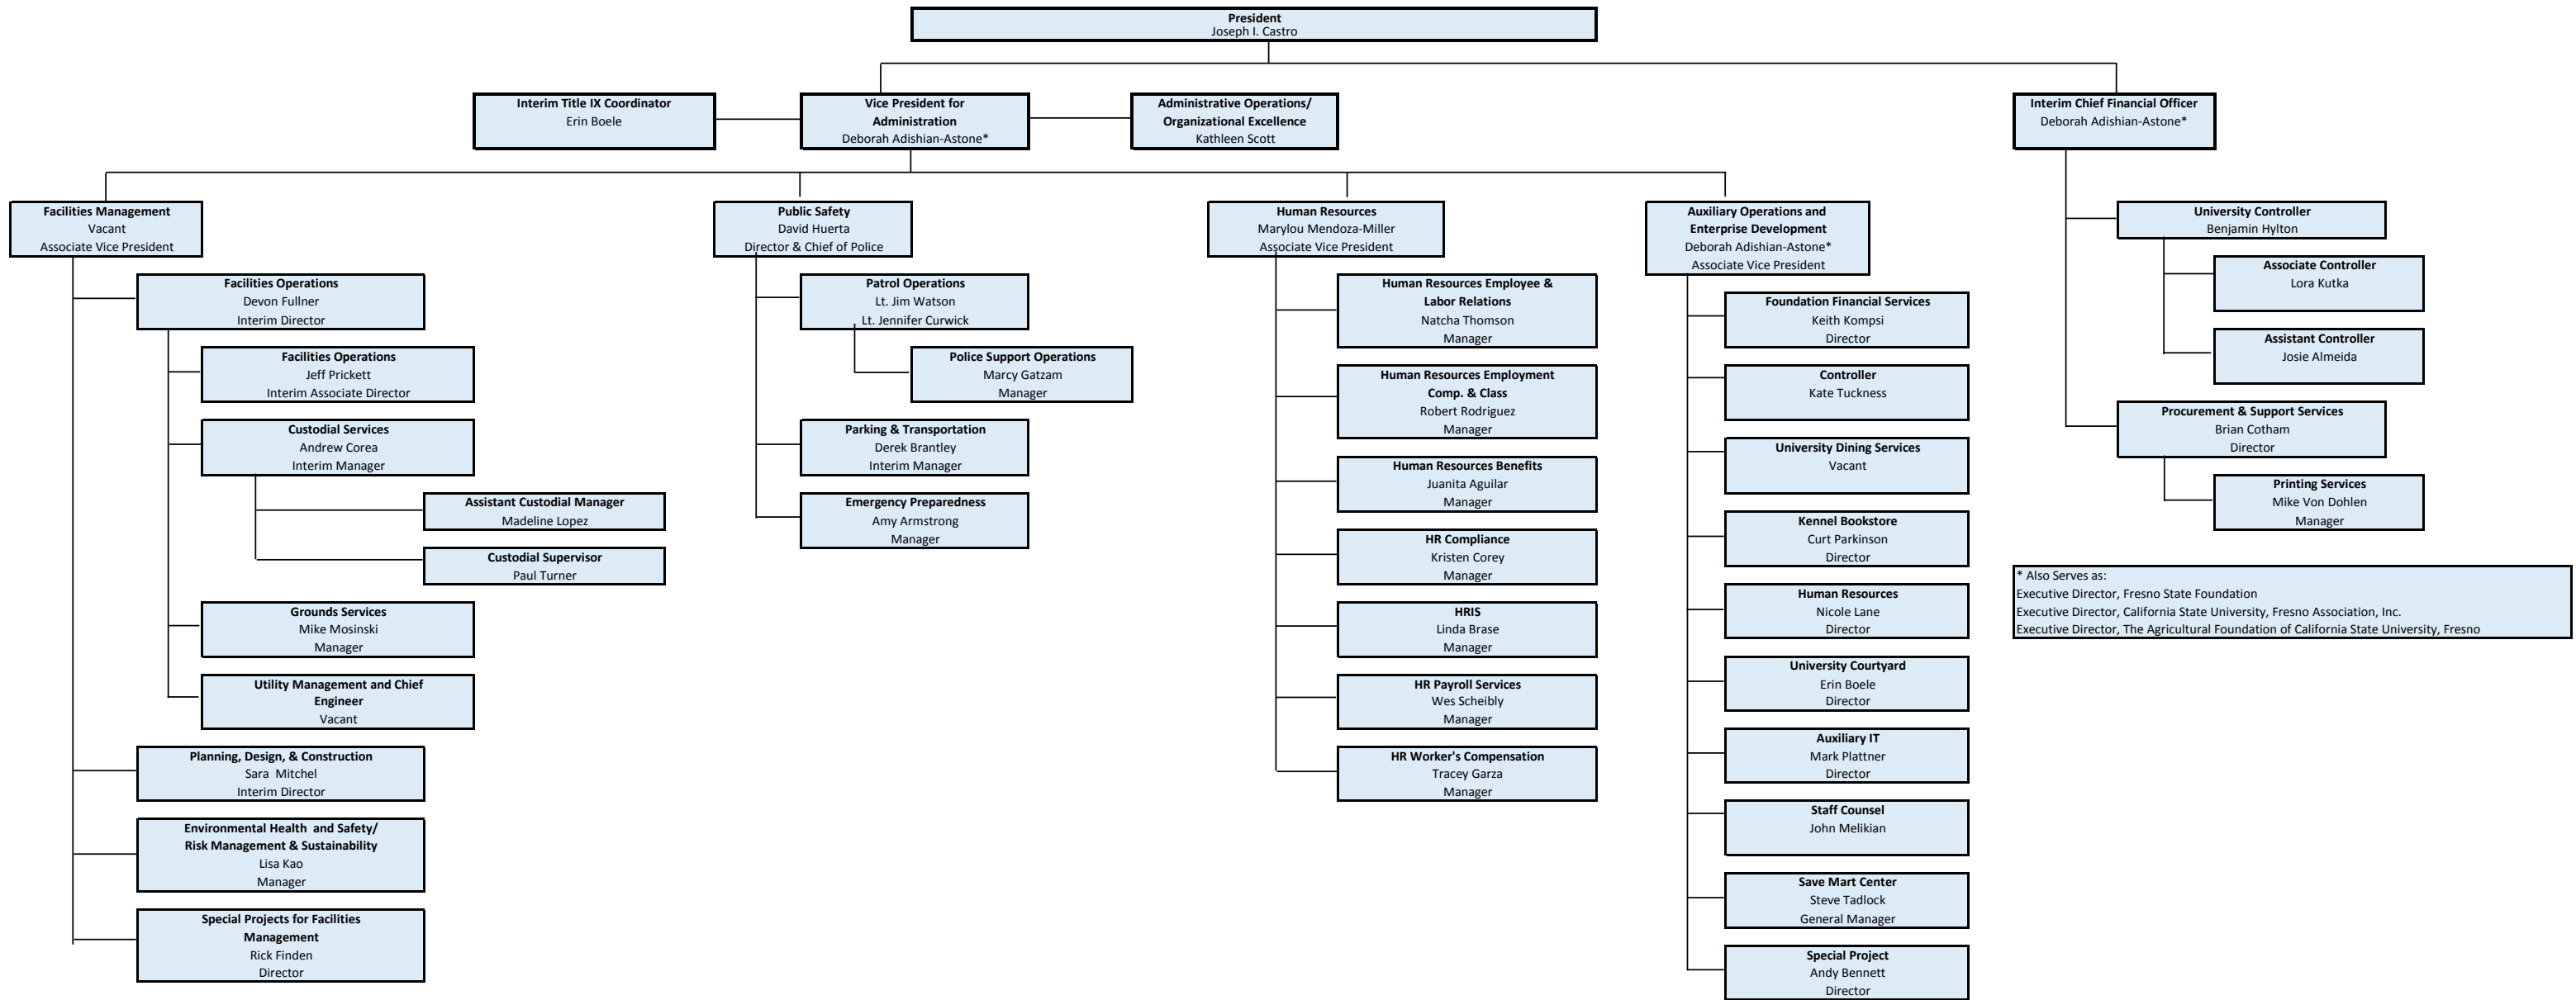 President
Joseph I. Castro
Interim Title IX Coordinator
Erin Boele
Vice President for
Administration
Deborah Adishian-Astone*
Administrative Operations/
Organizational Excellence
Kathleen Scott
Interim Chief Financial Officer
Deborah Adishian-Astone*
Facilities Management
Vacant
Associate Vice President
Facilities Operations
Devon Fullner
Interim Director
Facilities Operations
Jeff Prickett
Interim Associate Director
Custodial Services
Andrew Corea
Interim Manager
Assistant Custodial Manager
Madeline Lopez
Custodial Supervisor
Paul Turner
Grounds Services
Mike Mosinski
Manager
Utility Management and Chief
Engineer
Vacant
Planning, Design, & Construction
Sara  Mitchel
Interim Director
Environmental Health  and Safety/
Risk Management & Sustainability
Lisa Kao
Manager
Special Projects for Facilities
Management
Rick Finden
Director
Public Safety
David Huerta
Director & Chief of Police
Patrol Operations
Lt. Jim Watson
Lt. Jennifer Curwick
Police Support Operations
Marcy Gatzam
Manager
Parking & Transportation
Derek Brantley
Interim Manager
Emergency Preparedness
Amy Armstrong
Manager
Human Resources
Marylou Mendoza-Miller
Associate Vice President
Human Resources Employee &
Labor Relations
Natcha Thomson
Manager
Human Resources Employment
Comp. & Class
Robert Rodriguez
Manager
Human Resources Benefits
Juanita Aguilar
Manager
HR Compliance
Kristen Corey
Manager
HRIS
Linda Brase
Manager
HR Payroll Services
Wes Scheibly
Manager
HR Worker's Compensation
Tracey Garza
Manager
Auxiliary Operations and
Enterprise Development
Deborah Adishian-Astone*
Associate Vice President
Foundation Financial Services
Keith Kompsi
Director
Controller
Kate Tuckness
University Dining Services
Vacant
Kennel Bookstore
Curt Parkinson
Director
Human Resources
Nicole Lane
Director
University Courtyard
Erin Boele
Director
Auxiliary IT
Mark Plattner
Director
Staff Counsel
John Melikian
Save Mart Center
Steve Tadlock
General Manager
Special Project
Andy Bennett
Director
University Controller
Benjamin Hylton
Associate Controller
Lora Kutka
Assistant Controller
Josie Almeida
Procurement & Support Services
Brian Cotham
Director
Printing Services
Mike Von Dohlen
Manager
* Also Serves as:
Executive Director, Fresno State Foundation
Executive Director, California State University, Fresno Association, Inc.
Executive Director, The Agricultural Foundation of California State University, Fresno